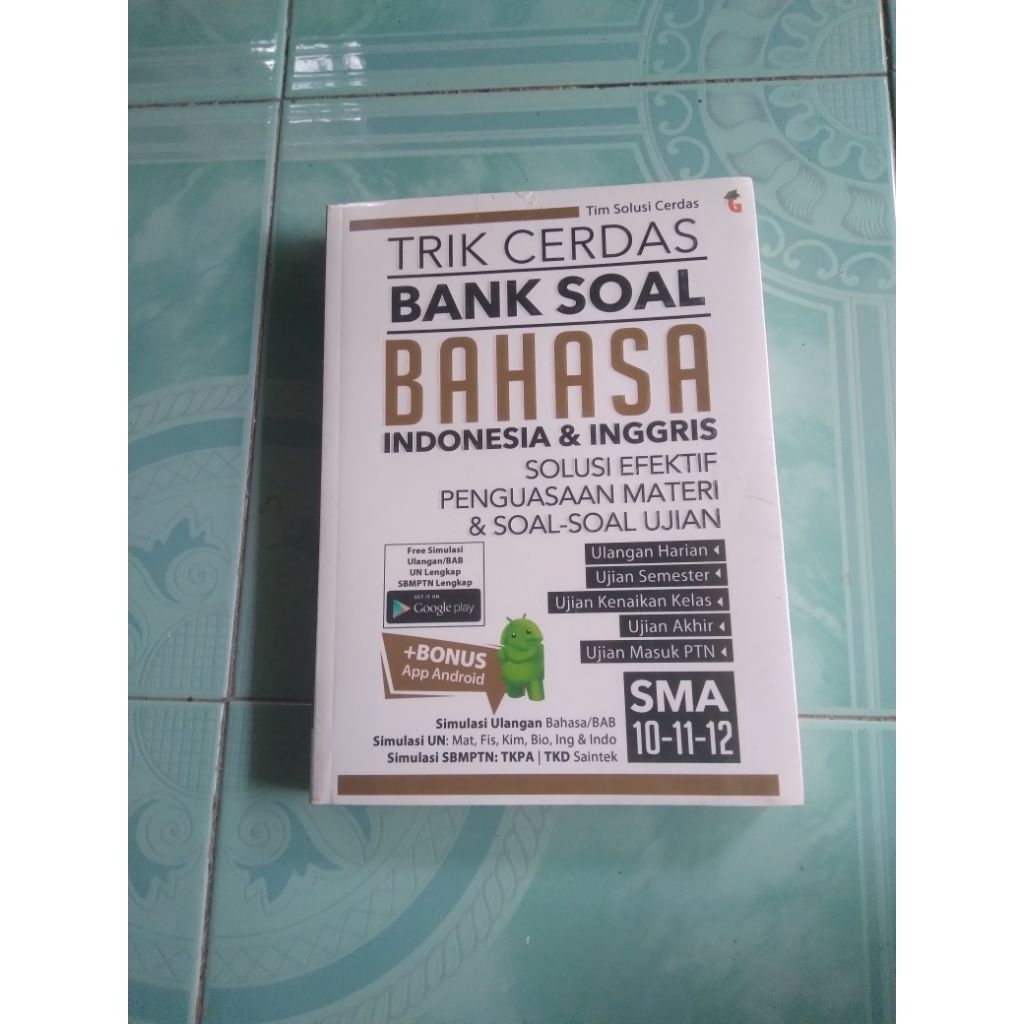 Tim Solusi Cerdas
G
TRIK CERDAS
BANK SOAL
BAHASA
INDONESIA & INGGRIS
SOLUSI EFEKTIF
PENGUASAAN MATERI
& SOAL-SOAL UJIAN
Free Simulasi
Ulangan/BAB
UN Lengkap
SBMPTN Lengkap
GET IT ON
Google play
Ulangan Harian
Ujian Semester
Ujian Kenaikan Kelas
Ujian Akhir
Ujian Masuk PTN
+BONUS
App Android
SMA
10-11-12
Simulasi Ulangan Bahasa/BAB
Simulasi UN: Mat, Fis, Kim, Bio, Ing & Indo
Simulasi SBMPTN: TKPA | TKD Saintek